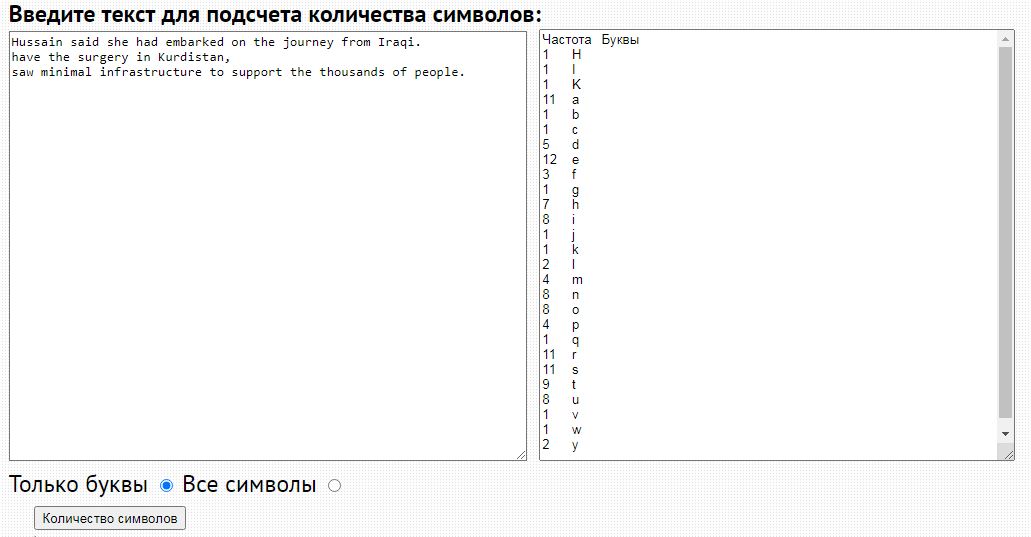 Введите текст для подсчета количества символов:
Hussain said she had embarked on the journey from Iraqi.
have the surgery in Kurdistan,
saw minimal infrastructure to support the thousands of people.
Частота Буквы
1 H
1 I
1 K
11 a
1 b
1 c
5 d
12 e
3 f
1 g
7 h
8 i
1 j
1 k
2 l
4 m
8 n
8 o
4 p
1 q
11 r
11 s
9 t
8 u
1 v
1 w
2 y
Только буквы Все символы
Количество символов